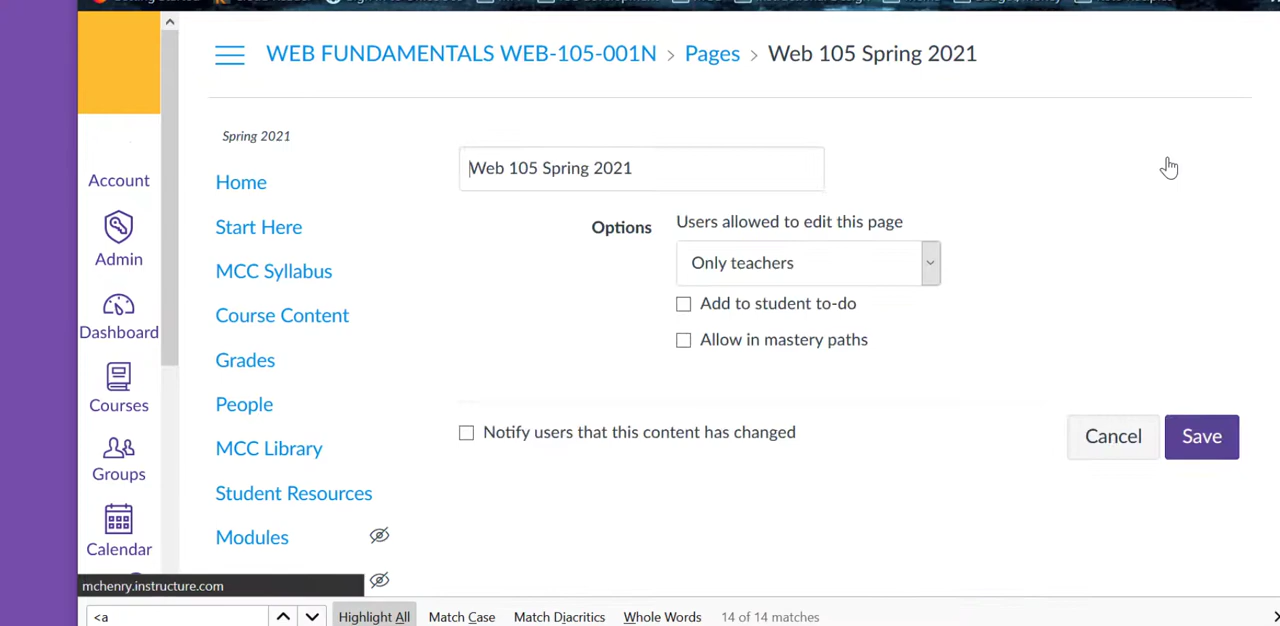 WEB FUNDAMENTALS WEB-105-001N > Pages > Web 105 Spring 2021
Spring 2021
Web 105 Spring 2021
Account
Home
Options
Users allowed to edit this page
Start Here
Only teachers
Admin
MCC Syllabus
Add to student to-do
Course Content
Dashboard
Allow in mastery paths
Grades
Courses
People
Notify users that this content has changed
Cancel
Save
MCC Library
Groups
Student Resources
Modules
Calendar
mchenry.instructure.com
<a
Highlight All
Match Case
Match Diacritics
Whole Words
14 of 14 matches